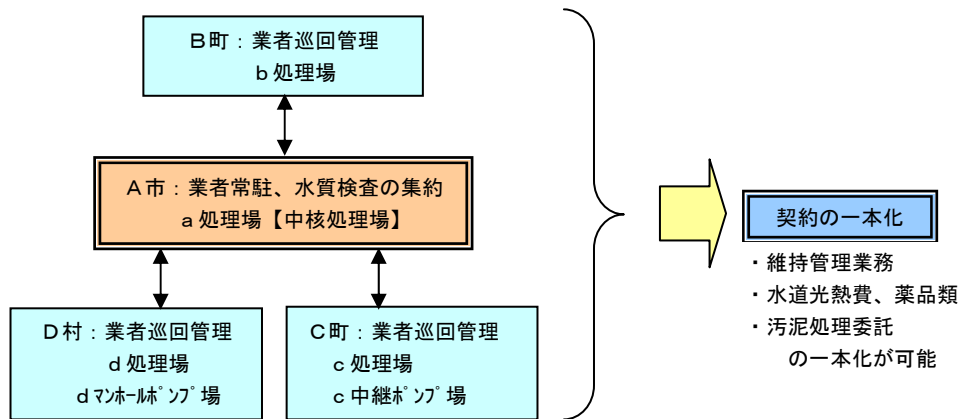 B町：業者巡回管理
b処理場
A市：業者常駐、水質検査の集約
a処理場【中核処理場】
D村：業者巡回管理
d処理場
dﾏﾝﾎｰﾙﾎﾟﾝﾌﾟ場
C町：業者巡回管理
c処理場
c中継ﾎﾟﾝﾌﾟ場
契約の一本化
・維持管理業務
・水道光熱費、薬品類
・汚泥処理委託
の一本化が可能